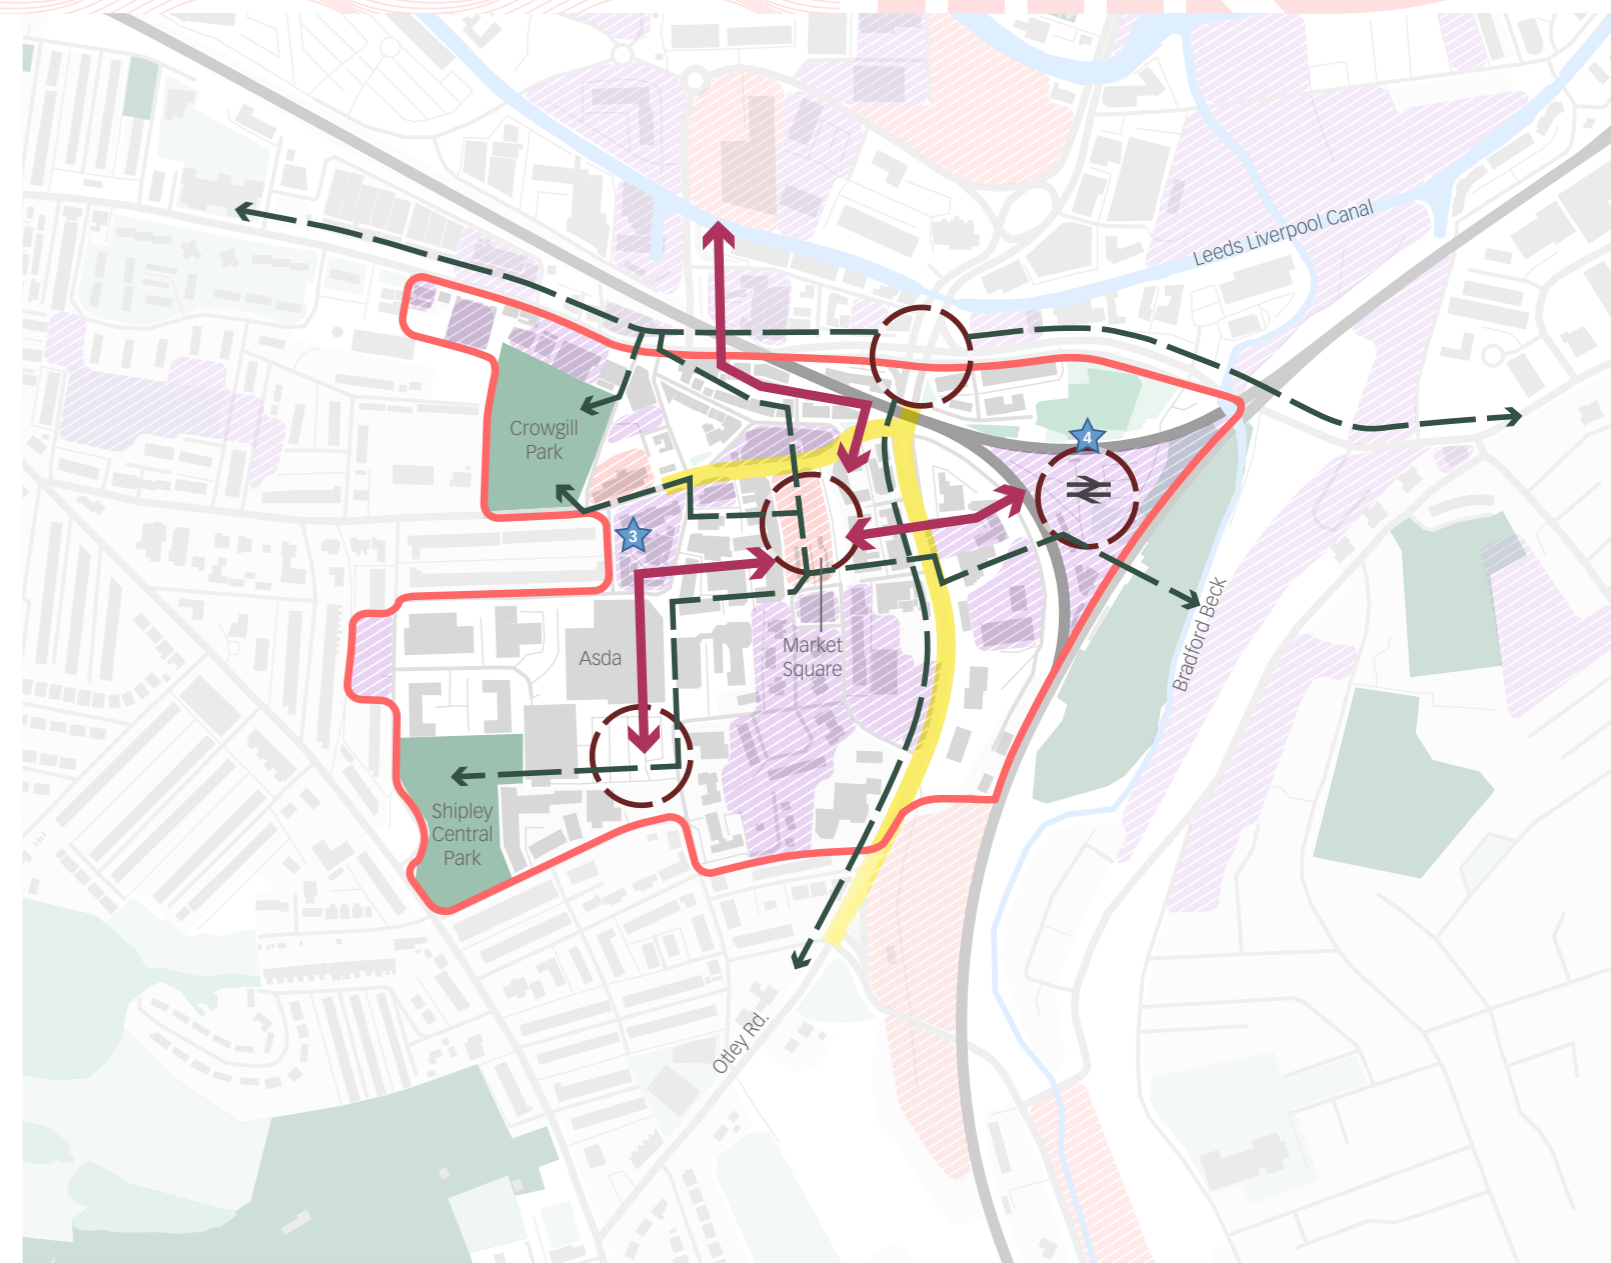 Leeds Liverpool Canal
Crowgill
Park
4
3
Market
Square
Asda
Bradford Beck
Shipley
Central
Park
Otley Rd.